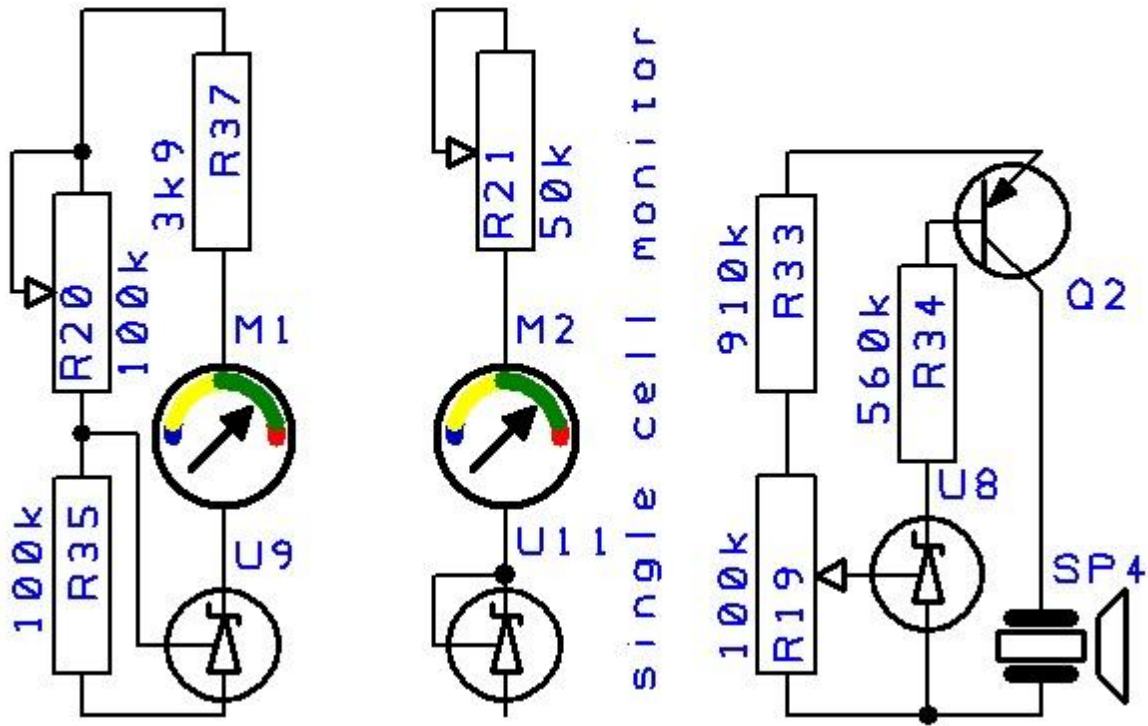 R37
3k9
R20
100k
M1
R35
100k
U9
R21
50k
M2
U11
single cell monitor
R33
910k
Q2
R34
560k
U8
R19
100k
SP4